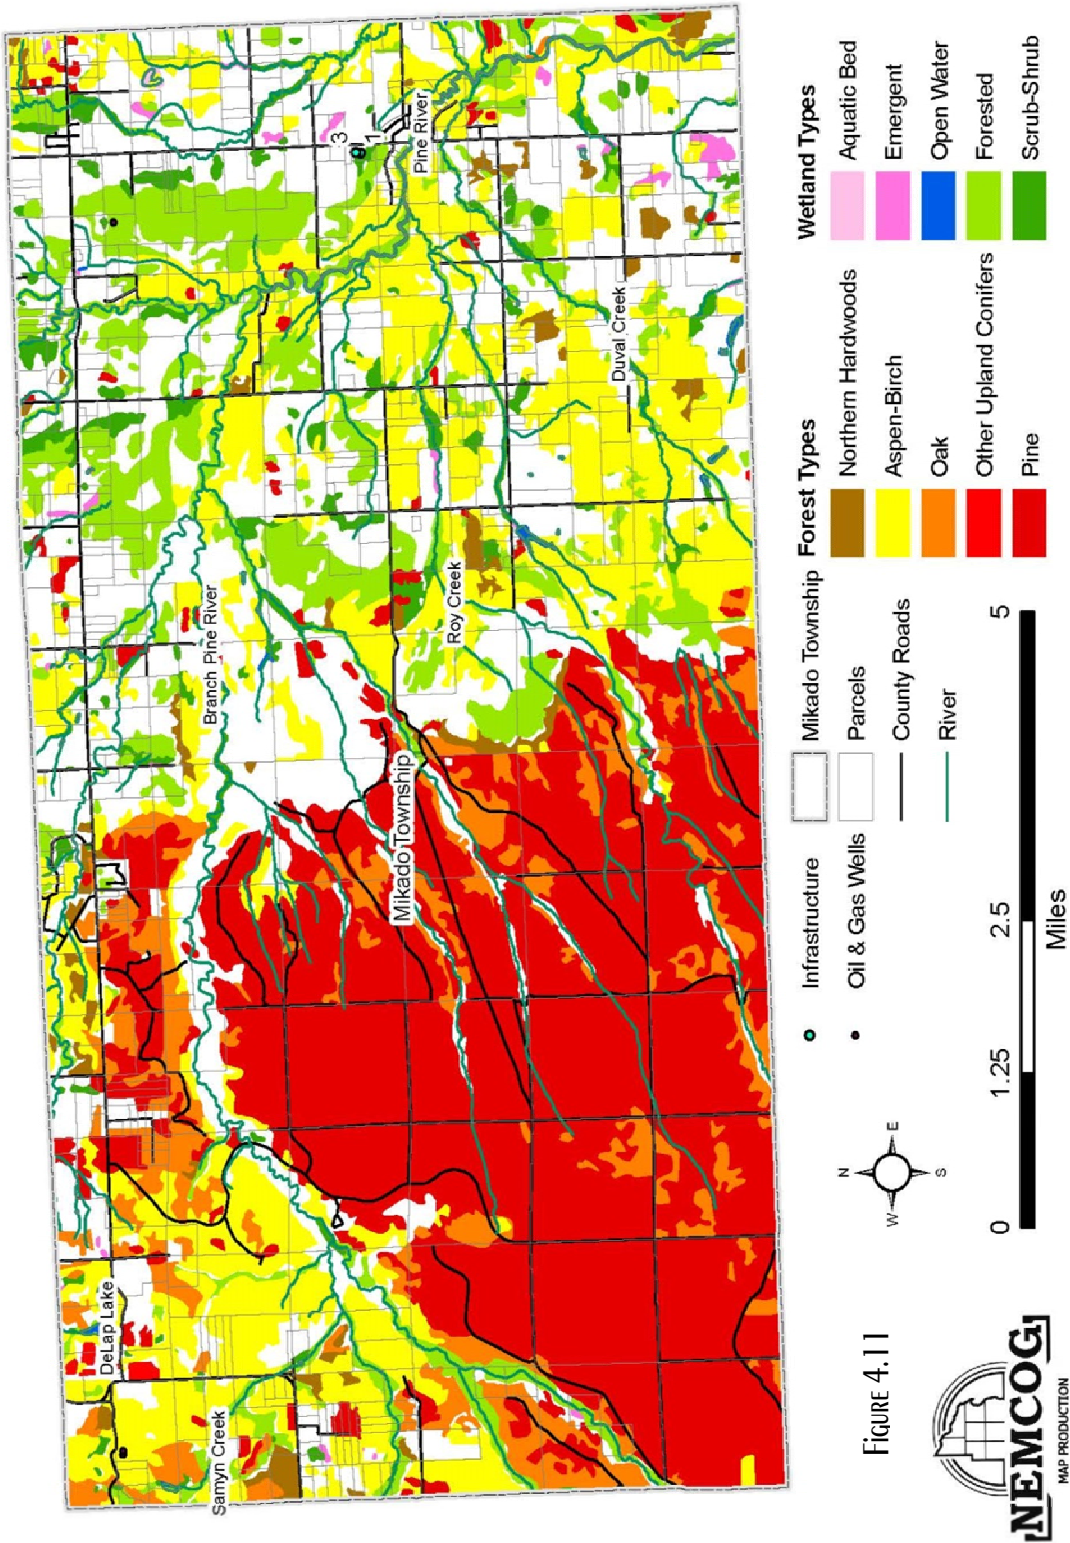 DeLap Lake
Samyn Creek
Branch Pine River
Mikado Township
Roy Creek
Duval Creek
Pine River
3
1
FIGURE 4.11
NEMCOG
MAP PRODUCTION
N
W
E
S
Infrastructure
Oil & Gas Wells
Mikado Township
Parcels
County Roads
River
Forest Types
Northern Hardwoods
Aspen-Birch
Oak
Other Upland Conifers
Pine
Wetland Types
Aquatic Bed
Emergent
Open Water
Forested
Scrub-Shrub
0 1.25 2.5 5
Miles